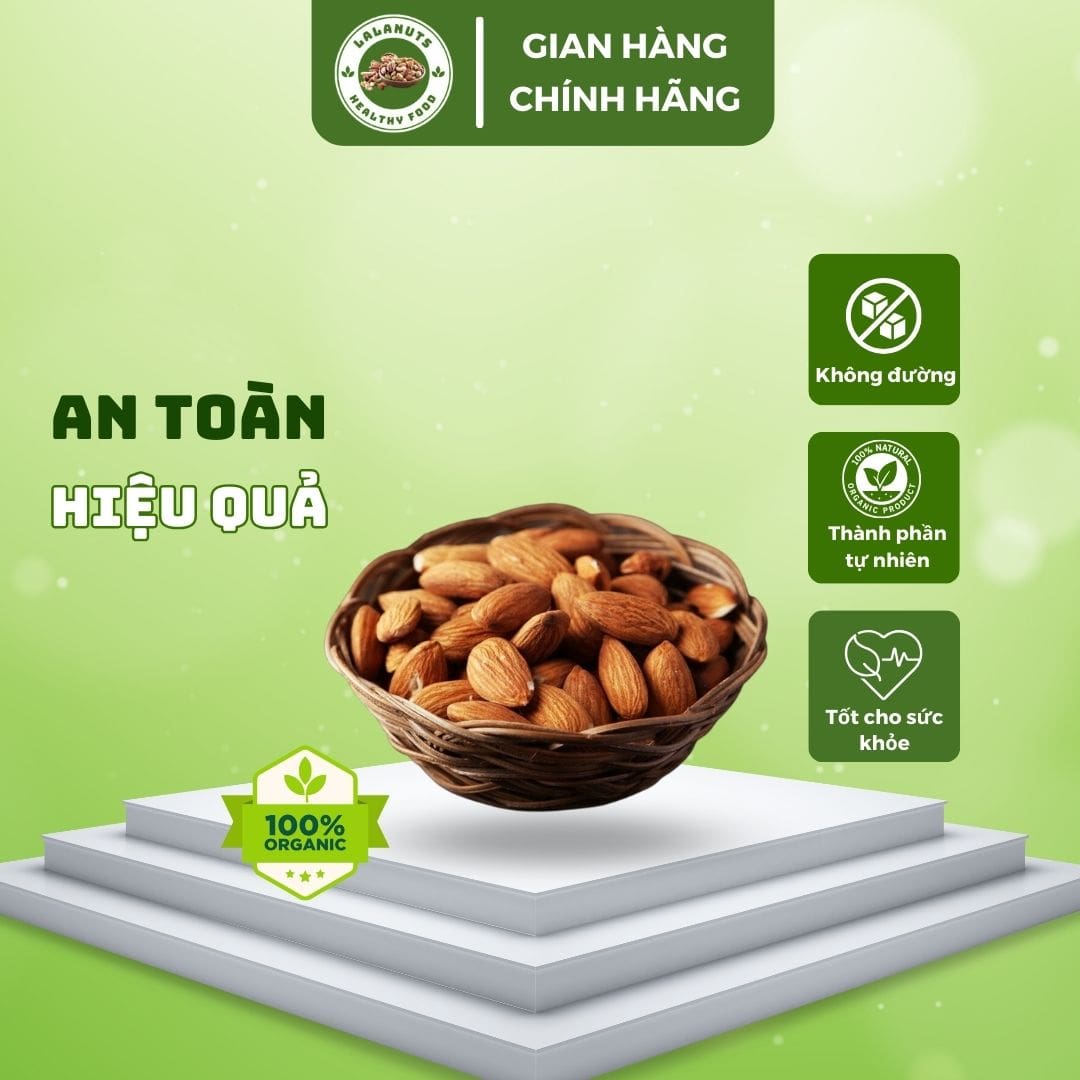 LALANUTS
HEALTHY FOOD
GIAN HÀNG
CHÍNH HÃNG
Không đường
AN TOÀN
HIỆU QUẢ
100% NATURAL
ORGANIC PRODUCT
Thành phần
tự nhiên
Tốt cho sức
khỏe
100%
ORGANIC